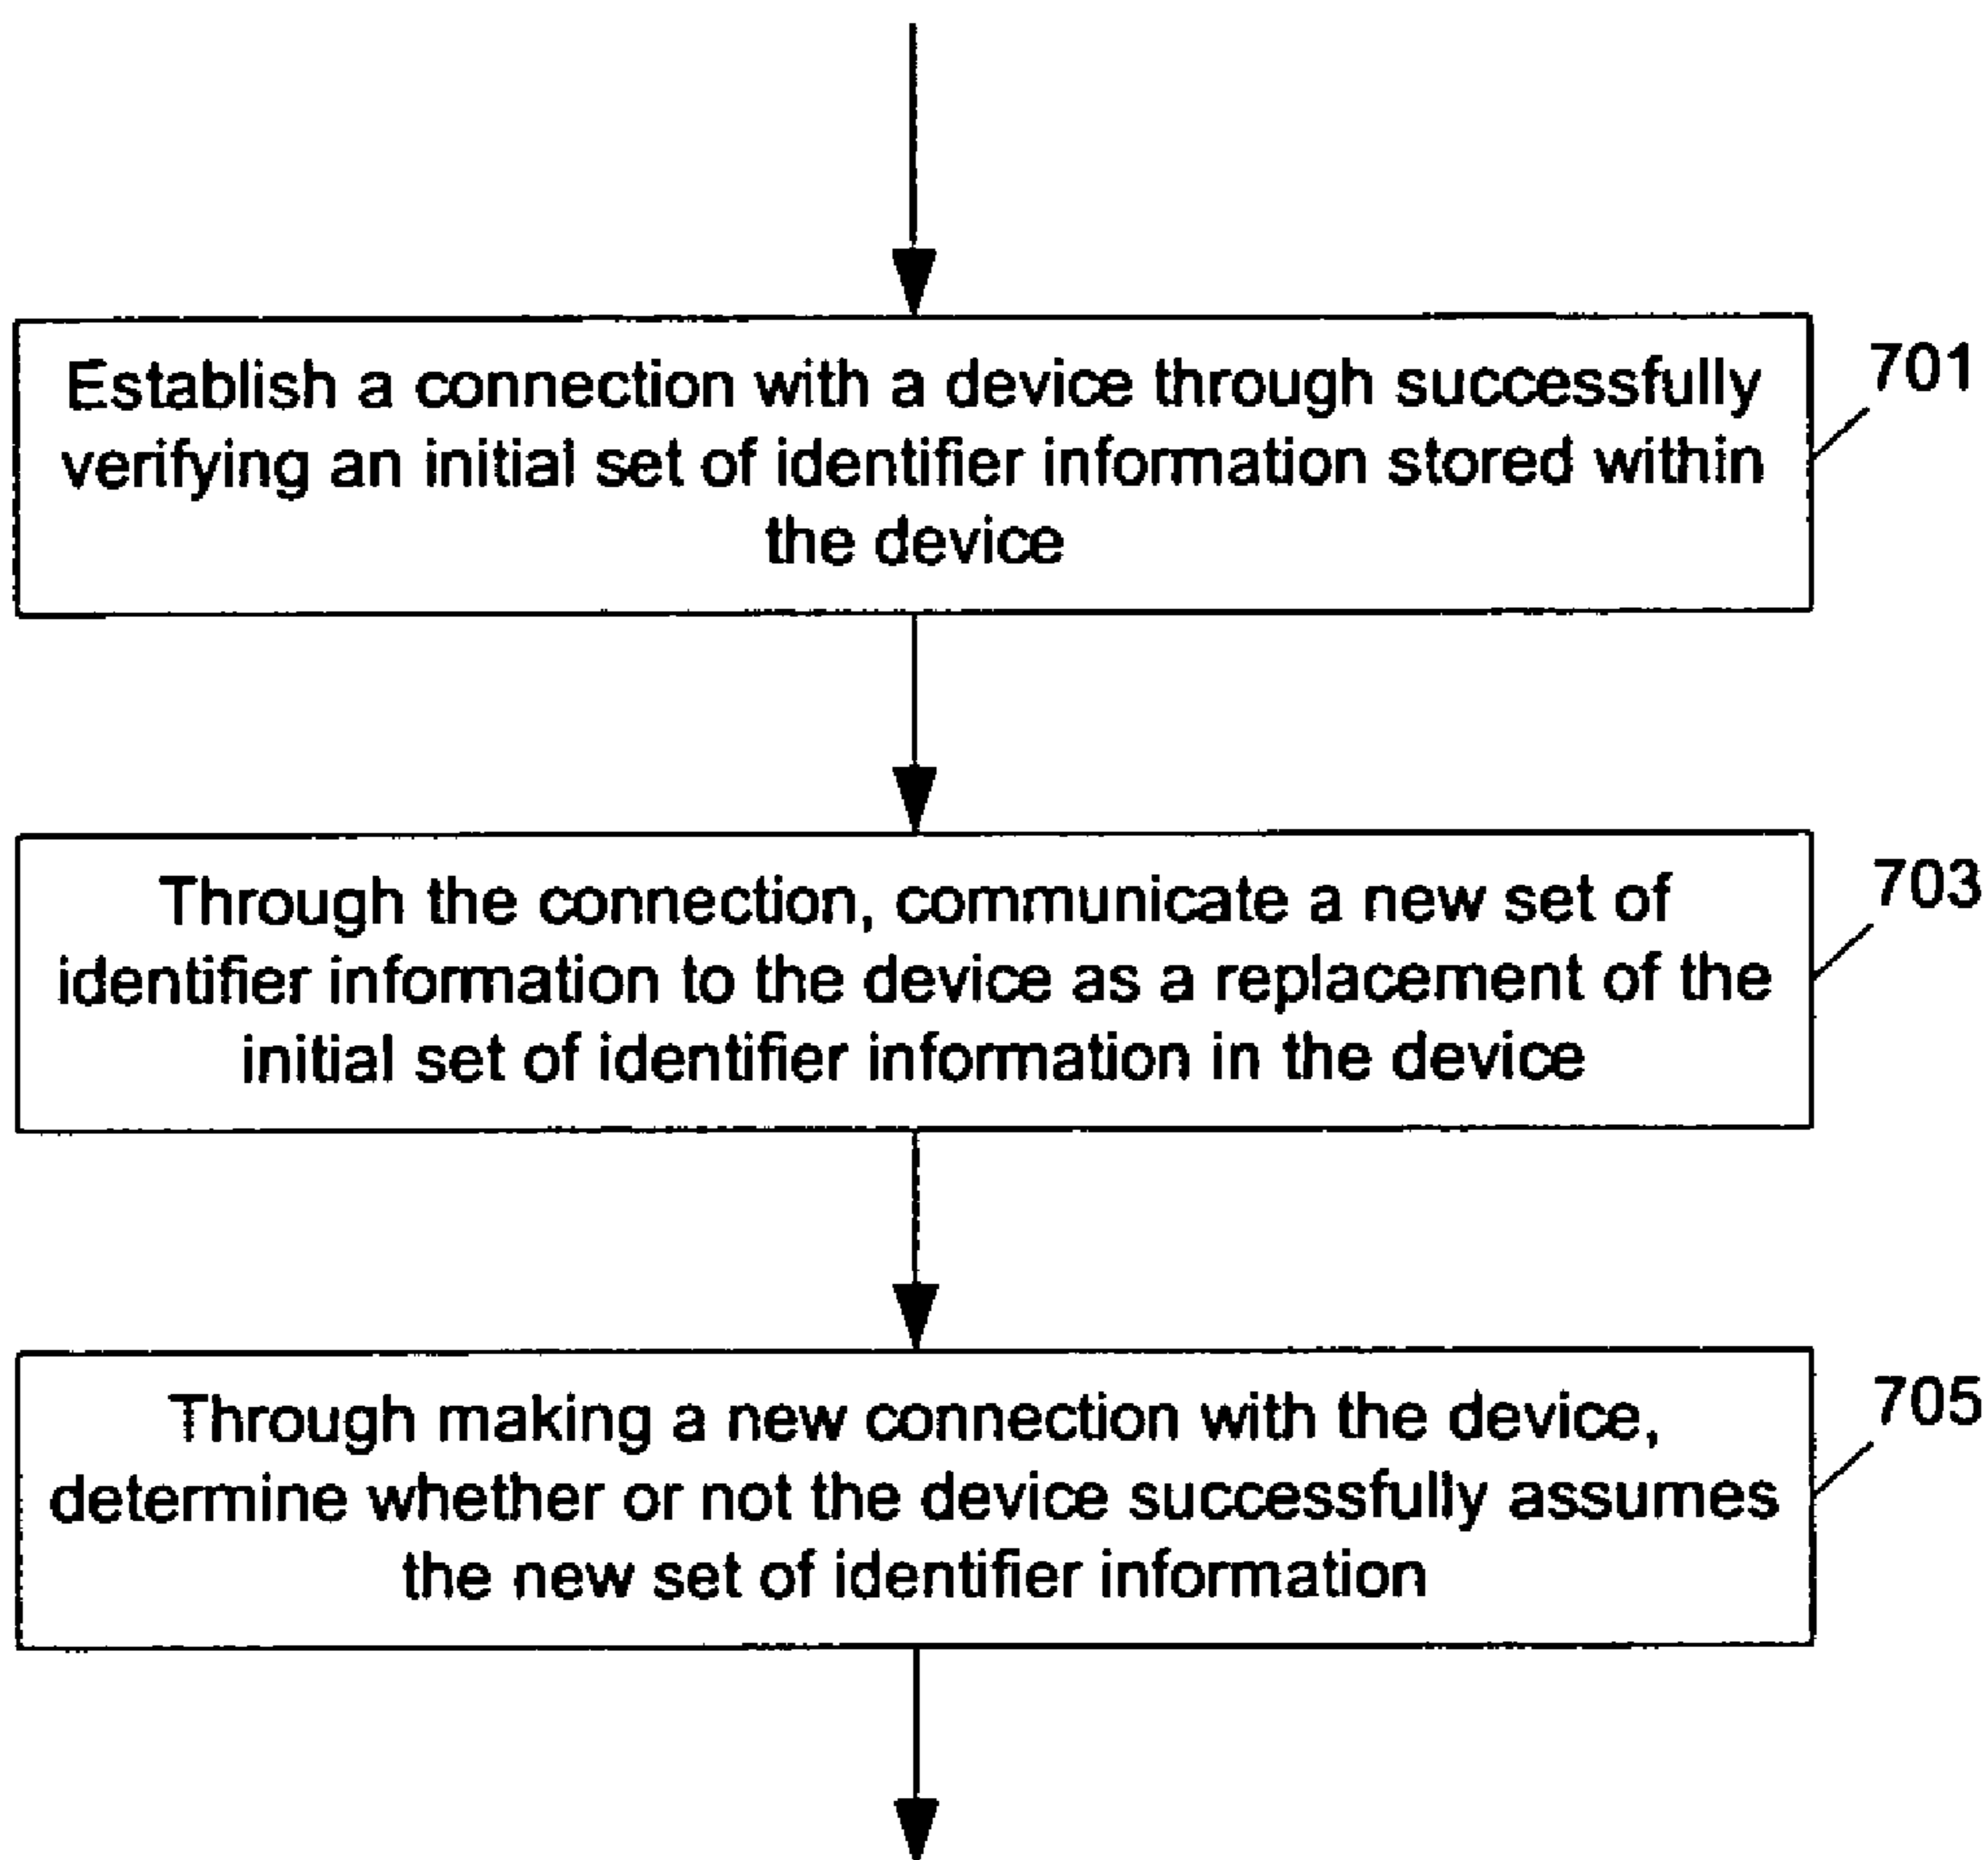 Establish a connection with a device through successfully
verifying an initial set of identifier information stored within
the device
701
Through the connection, communicate a new set of
identifier information to the device as a replacement of the
initial set of identifier information in the device
703
Through making a new connection with the device,
determine whether or not the device successfully assumes
the new set of identifier information
705